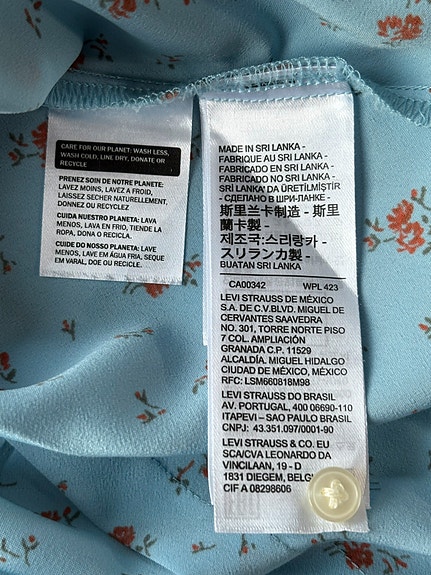 CARE FOR OUR PLANET: WASH LESS,
WASH COLD, LINE DRY, DONATE OR
RECYCLE
PRENEZ SOIN DE NOTRE PLANETE:
LAVEZ MOINS, LAVEZ A FROID,
LAISSEZ SECHER NATURELLEMENT,
DONNEZ OU RECYCLEZ
CUIDA NUESTRO PLANETA: LAVA
MENOS, LAVA EN FRIO, TIENDE LA
ROPA, DONA O RECICLA.
CUIDE DO NOSSO PLANETA: LAVE
MENOS, LAVE EM ÁGUA FRIA, SEQUE
EM VARAL, DOE OU RECICLE.
MADE IN SRI LANKA -
FABRIQUE AU SRI LANKA -
FABRICADO EN SRI LANKA -
FABRICADO NO SRI LANKA -
SRİ LANKA' DA ÜRETİLMİŞTİR
- СДЕЛАНО В ШРИ-ЛАНКЕ -
斯里兰卡制造 - 斯里
蘭卡製 -
제조국:스리랑카 -
スリランカ製 -
BUATAN SRI LANKA
CA00342 WPL 423
LEVI STRAUSS DE MÉXICO
S.A. DE C.V.BLVD. MIGUEL DE
CERVANTES SAAVEDRA
NO. 301, TORRE NORTE PISO
7 COL. AMPLIACIÓN
GRANADA C.P. 11529
ALCALDÍA. MIGUEL HIDALGO
CIUDAD DE MÉXICO, MÉXICO
RFC: LSM660818M98
LEVI STRAUSS DO BRASIL
AV. PORTUGAL, 400 06690-110
ITAPEVI – SAO PAULO BRASIL
CNPJ: 43.351.097/0001-90
LEVI STRAUSS & CO. EU
SCA/CVA LEONARDO DA
VINCILAAN, 19 - D
1831 DIEGEM,
CIF A 08298606